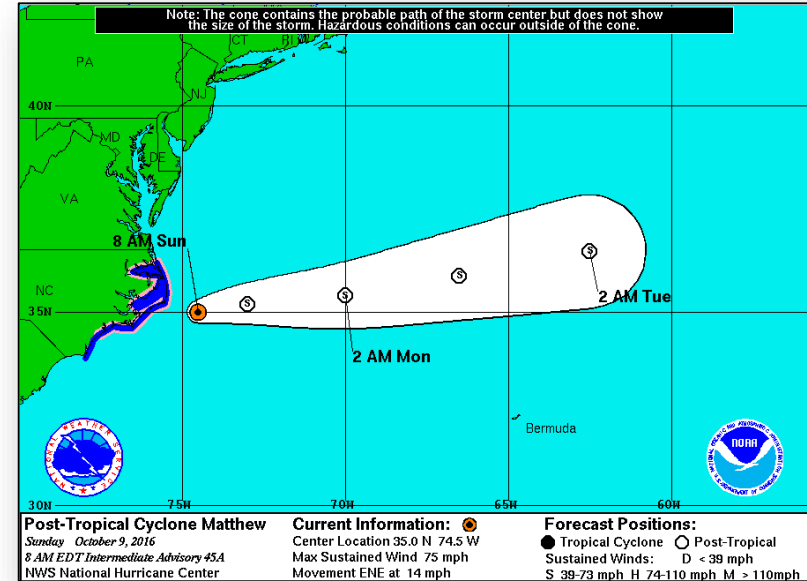 Note: The cone contains the probable path of the storm center but does not show
the size of the storm. Hazardous conditions can occur outside of the cone.
CT
RI
PA
NJ
40N
MD
DE
VA
8 AM Sun
S
S
S
S
2 AM Tue
NC
35N
2 AM Mon
Bermuda
NATIONAL WEATHER SERVICE
NOAA
30N
75W
70W
65W
60W
Post-Tropical Cyclone Matthew
Sunday October 9, 2016
8 AM EDT Intermediate Advisory 45A
NWS National Hurricane Center
Current Information:
Center Location 35.0 N 74.5 W
Max Sustained Wind 75 mph
Movement ENE at 14 mph
Forecast Positions:
Tropical Cyclone Post-Tropical
Sustained Winds: D < 39 mph
S 39-73 mph H 74-110 mph M > 110mph